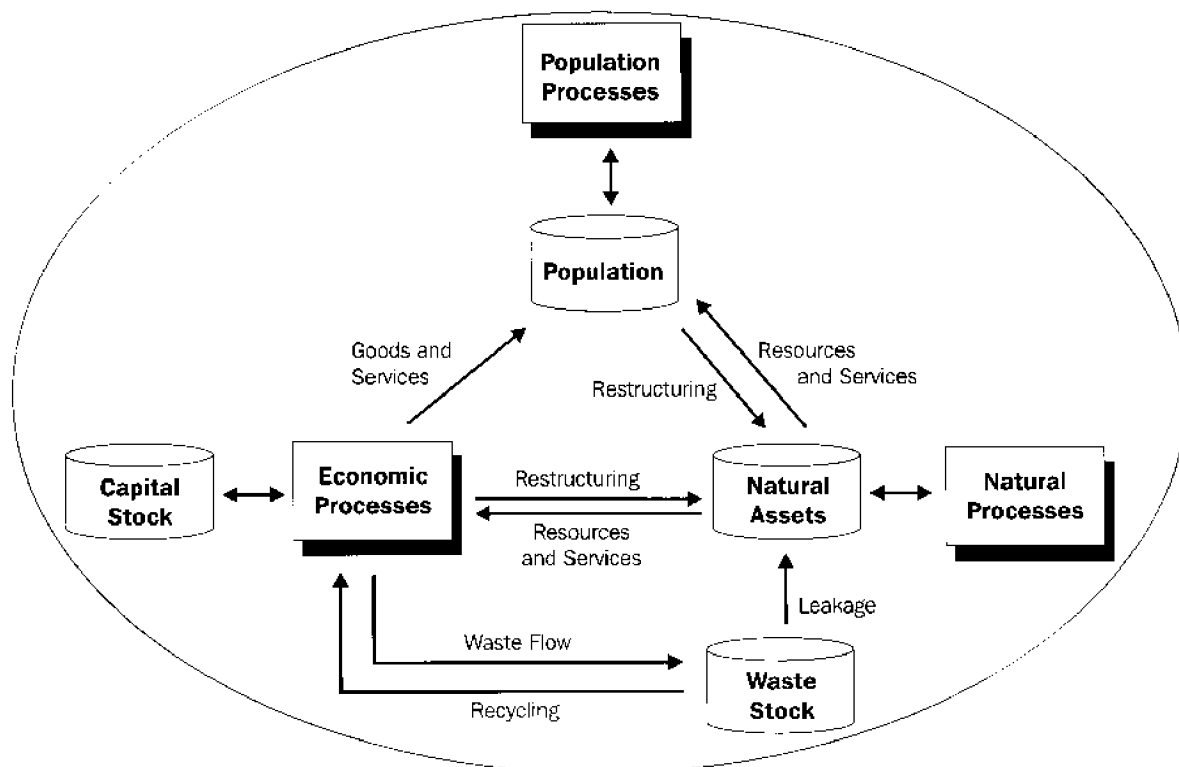 Population
Processes
Population
Goods and
Services
Resources
and Services
Restructuring
Capital
Stock
Economic
Processes
Restructuring
Resources
and Services
Natural
Assets
Natural
Processes
Leakage
Waste Flow
Recycling
Waste
Stock